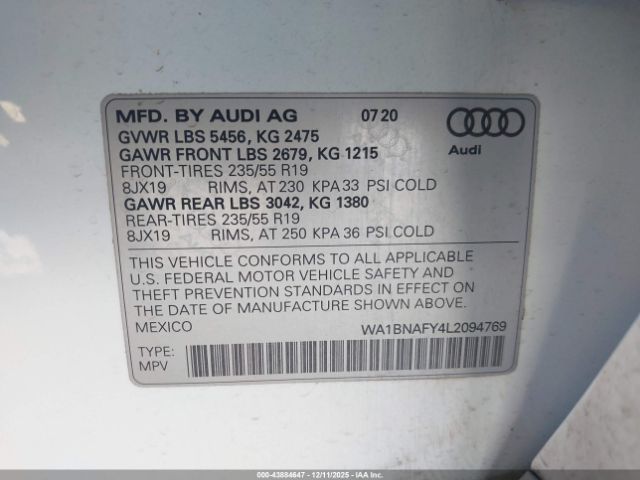 MFD. BY AUDI AG 07 20
GVWR LBS 5456, KG 2475
GAWR FRONT LBS 2679, KG 1215
Audi
FRONT-TIRES 235/55 R19
8JX19 RIMS, AT 230 KPA 33 PSI COLD
GAWR REAR LBS 3042, KG 1380
REAR-TIRES 235/55 R19
8JX19 RIMS, AT 250 KPA 36 PSI COLD
THIS VEHICLE CONFORMS TO ALL APPLICABLE
U.S. FEDERAL MOTOR VEHICLE SAFETY AND
THEFT PREVENTION STANDARDS IN EFFECT ON
THE DATE OF MANUFACTURE SHOWN ABOVE.
MEXICO WA1BNAFY4L2094769
TYPE:
MPV
000-43884647 - 12/11/2025 - IAAI.COM